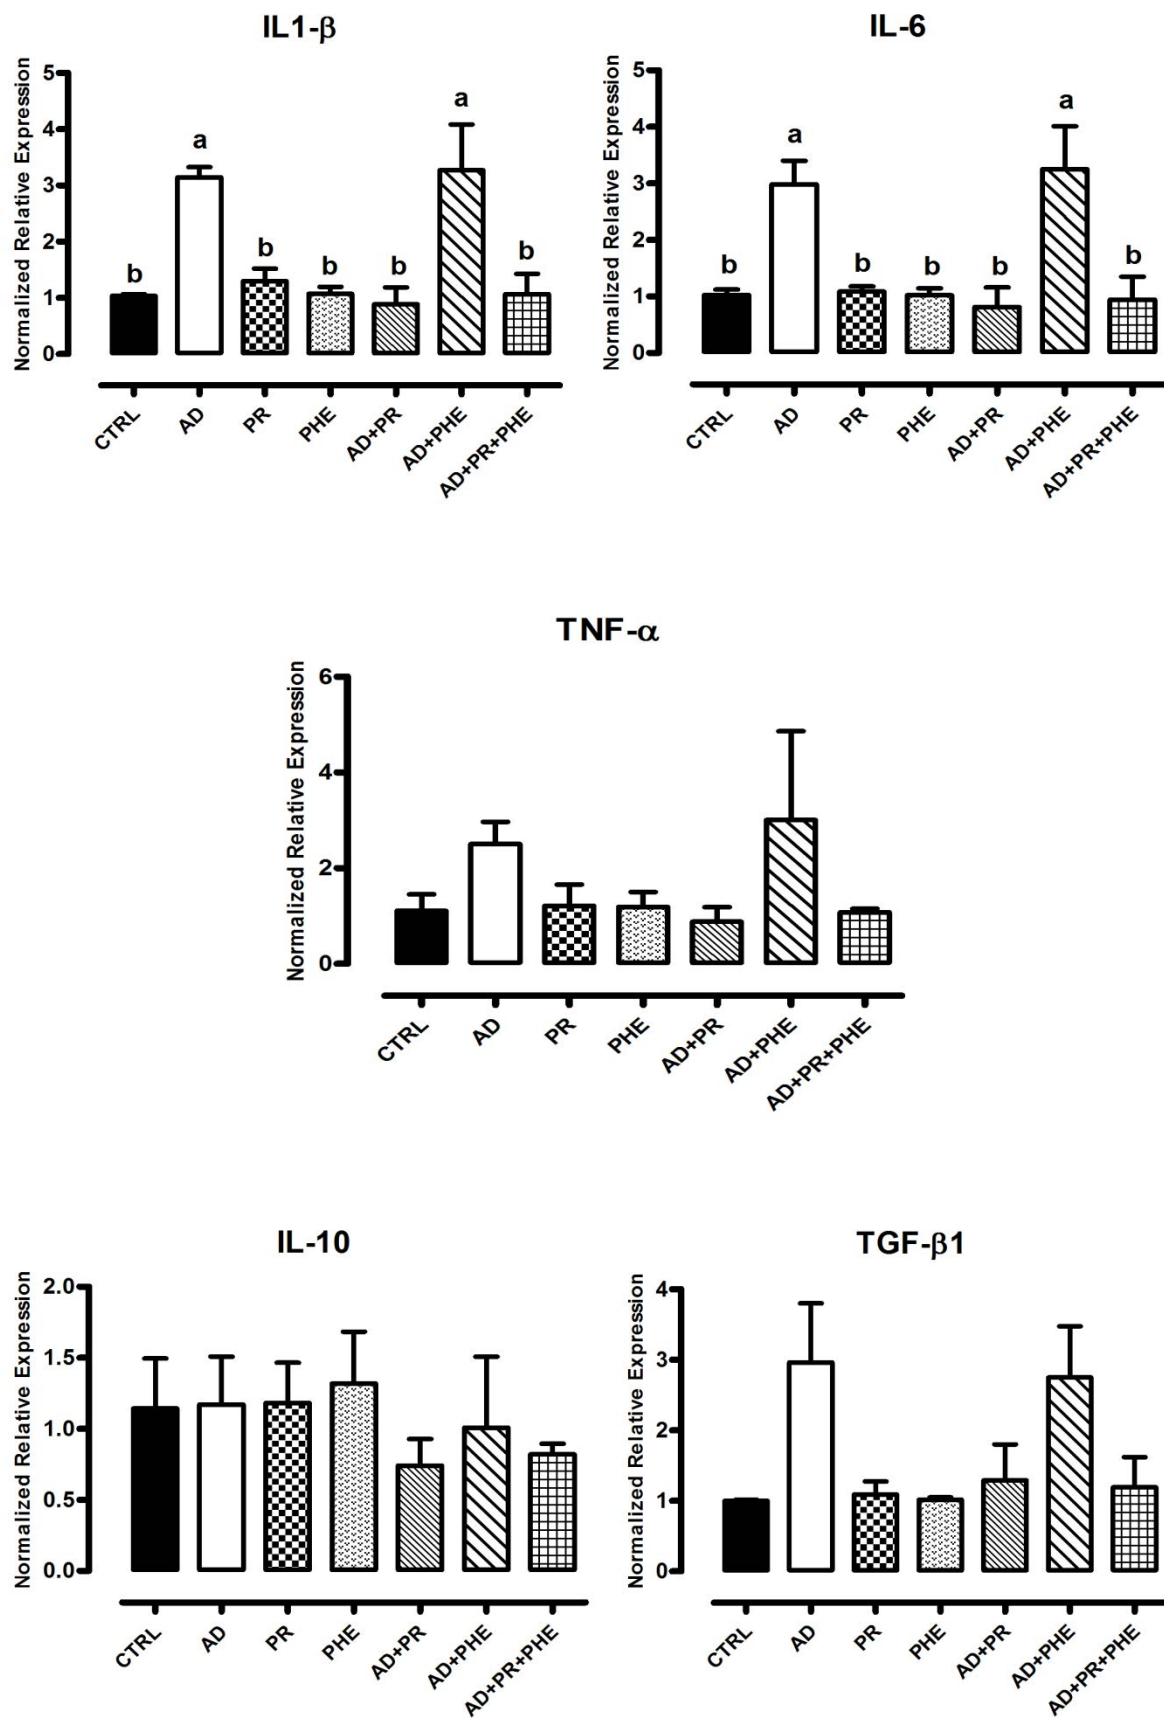 IL1-β
Normalized Relative Expression
5
4
3
2
1
0
b
a
b
b
b
a
b
CTRL
AD
PR
PHE
AD+PR
AD+PHE
AD+PR+PHE
IL-6
Normalized Relative Expression
5
4
3
2
1
0
b
a
b
b
b
a
b
CTRL
AD
PR
PHE
AD+PR
AD+PHE
AD+PR+PHE
TNF-α
Normalized Relative Expression
6
4
2
0
CTRL
AD
PR
PHE
AD+PR
AD+PHE
AD+PR+PHE
IL-10
Normalized Relative Expression
2.0
1.5
1.0
0.5
0.0
CTRL
AD
PR
PHE
AD+PR
AD+PHE
AD+PR+PHE
TGF-β1
Normalized Relative Expression
4
3
2
1
0
CTRL
AD
PR
PHE
AD+PR
AD+PHE
AD+PR+PHE